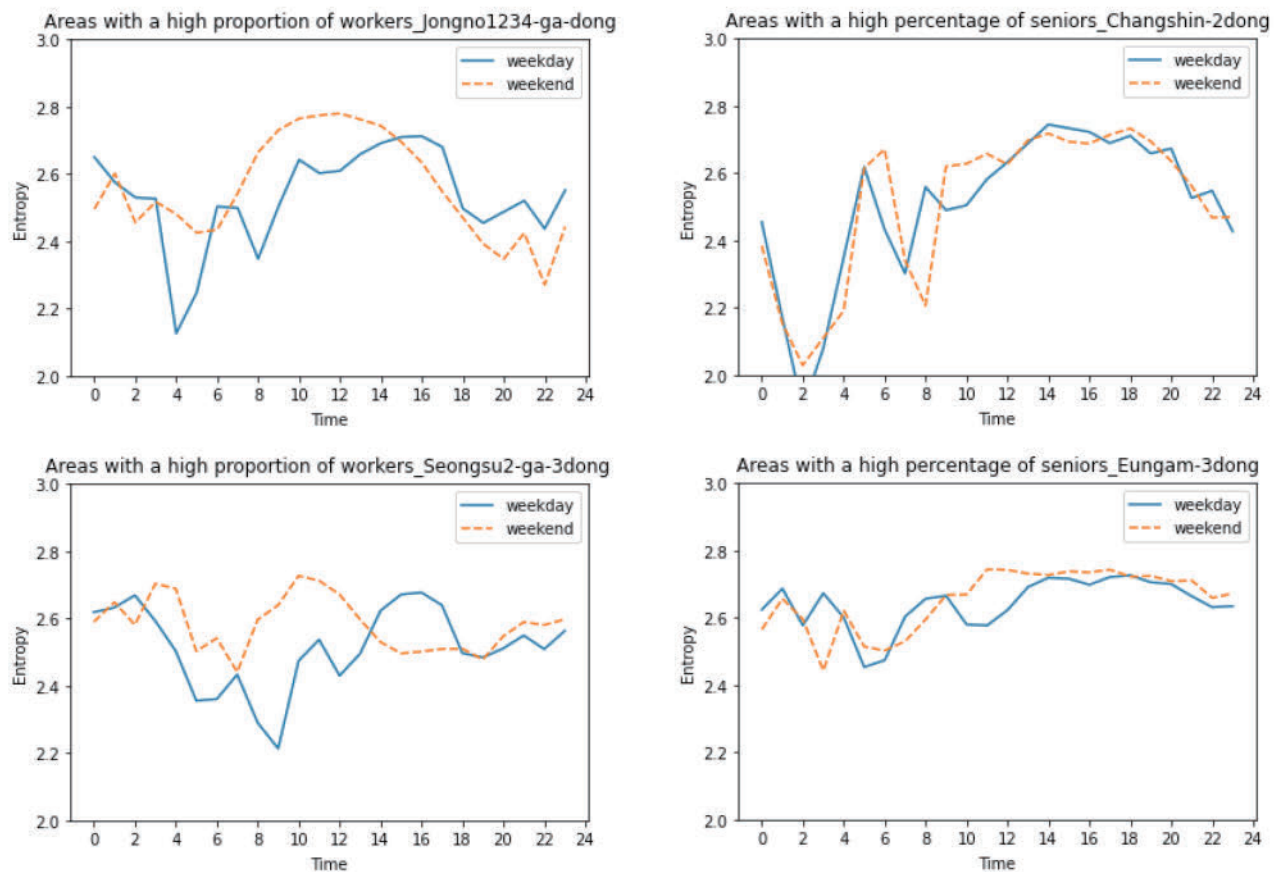 Areas with a high proportion of workers_Jongno1234-ga-dong
3.0
2.8
2.6
2.4
2.2
2.0
Entropy
weekday
weekend
0 2 4 6 8 10 12 14 16 18 20 22 24
Time
Areas with a high percentage of seniors_Changshin-2dong
3.0
2.8
2.6
2.4
2.2
2.0
Entropy
weekday
weekend
0 2 4 6 8 10 12 14 16 18 20 22 24
Time
Areas with a high proportion of workers_Seongsu2-ga-3dong
3.0
2.8
2.6
2.4
2.2
2.0
Entropy
weekday
weekend
0 2 4 6 8 10 12 14 16 18 20 22 24
Time
Areas with a high percentage of seniors_Eungam-3dong
3.0
2.8
2.6
2.4
2.2
2.0
Entropy
weekday
weekend
0 2 4 6 8 10 12 14 16 18 20 22 24
Time